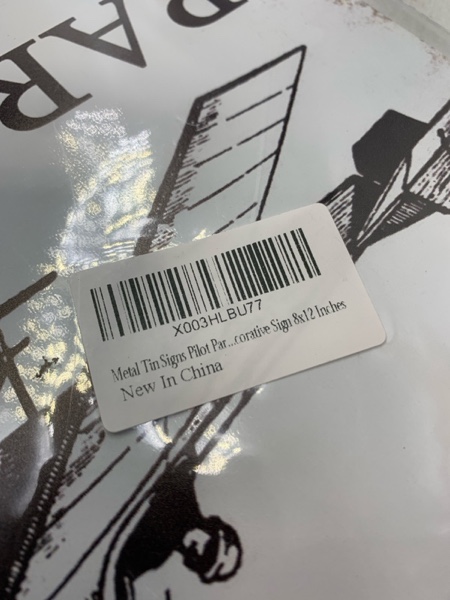 PAR
X003HLBU77
Metal Tin Signs Pilot Par...corative Sign 8x12 Inches
New In China